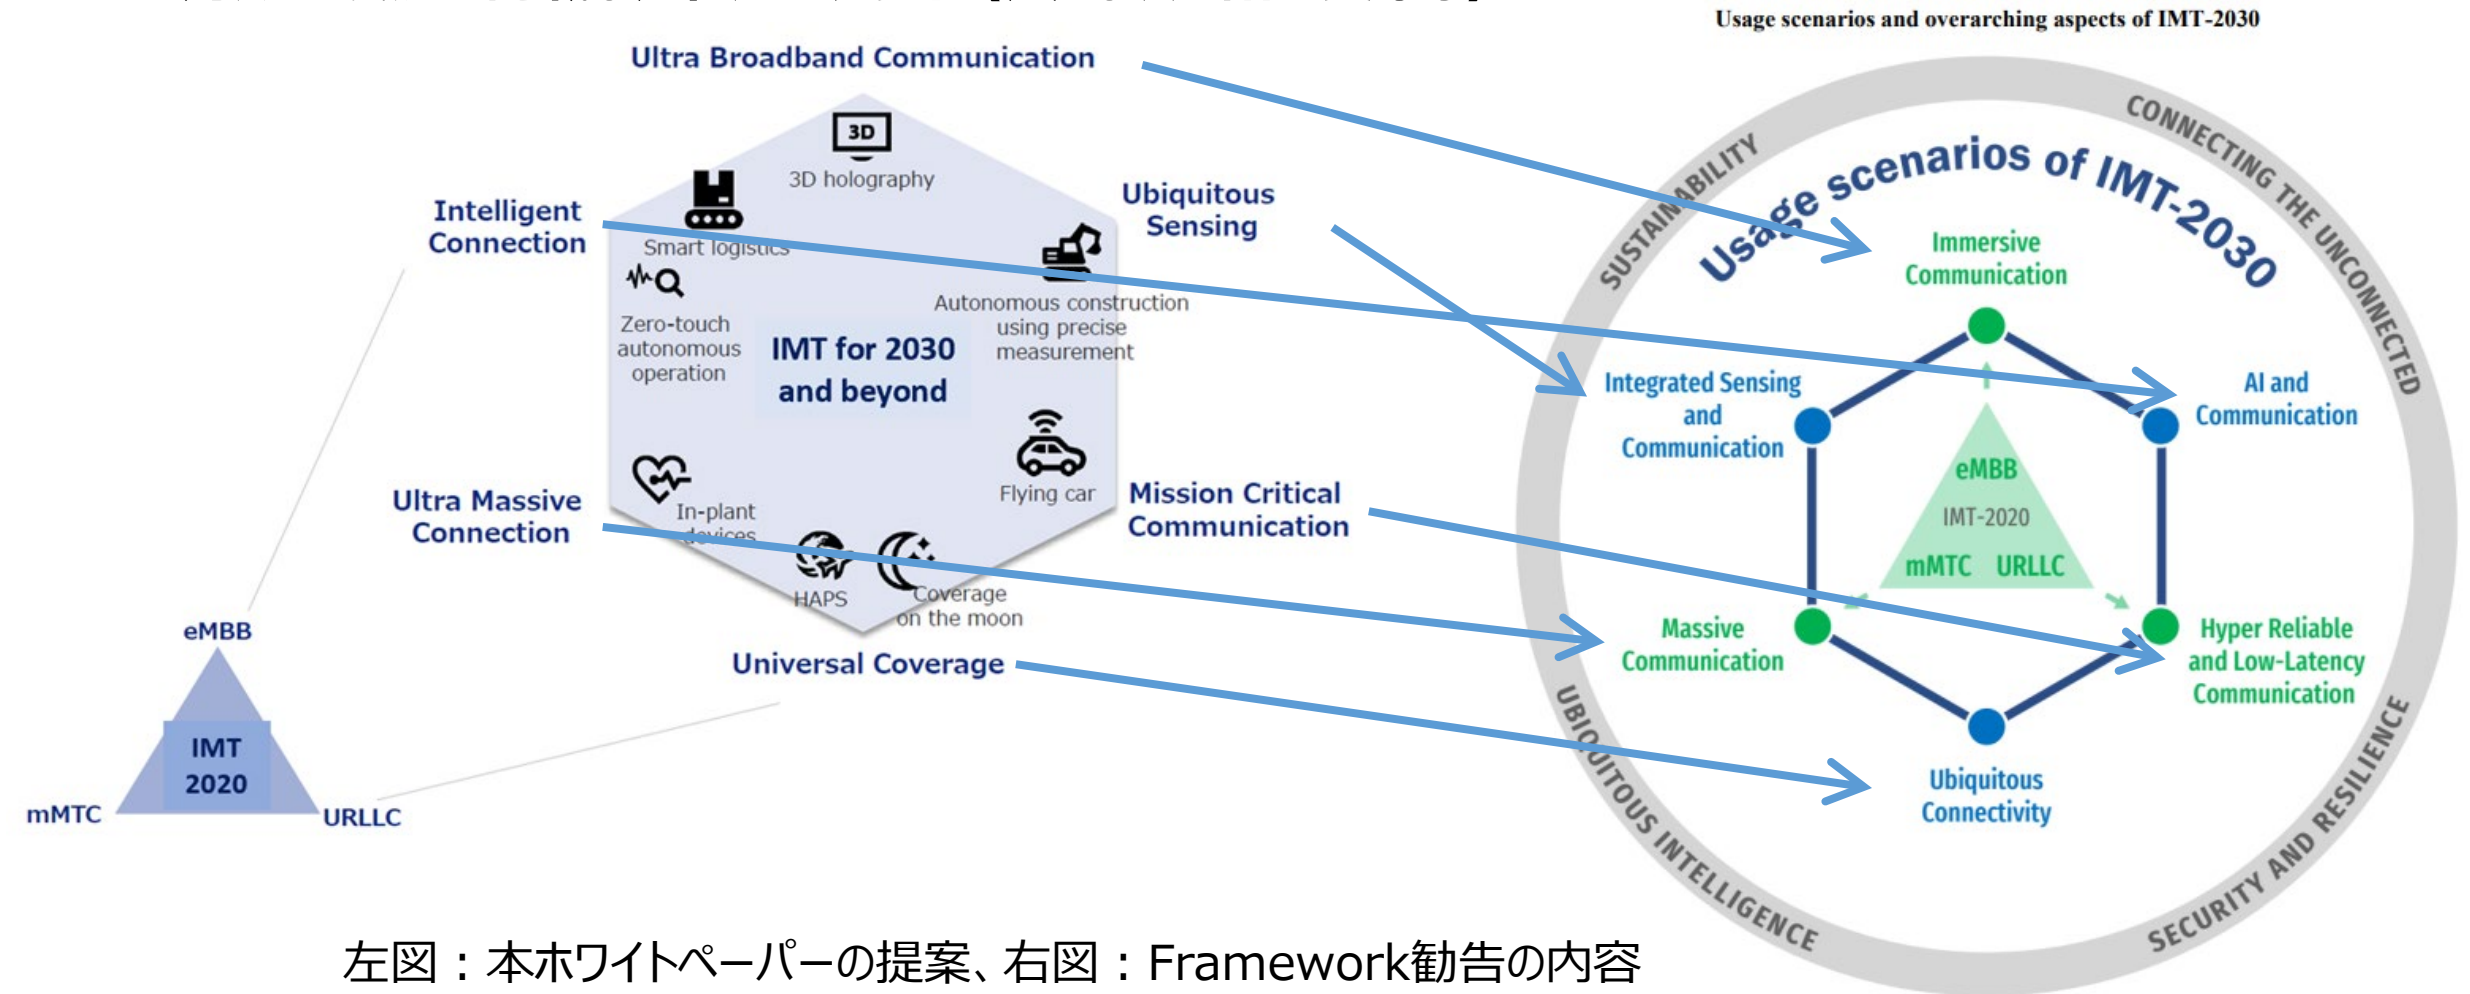 Usage scenarios and overarching aspects of IMT-2030
Ultra Broadband Communication
3D
3D holography
Intelligent
Connection
Smart logistics
Ubiquitous
Sensing
Zero-touch
autonomous
operation
Autonomous construction
using precise
measurement
IMT for 2030
and beyond
Ultra Massive
Connection
In-plant
devices
Flying car
Mission Critical
Communication
HAPS
Coverage
on the moon
Universal Coverage
eMBB
IMT
2020
mMTC
URLLC
SUSTAINABILITY
CONNECTING THE UNCONNECTED
UBIQUITOUS INTELLIGENCE
SECURITY AND RESILIENCE
Usage scenarios of IMT-2030
Immersive
Communication
Integrated Sensing
and
Communication
AI and
Communication
eMBB
IMT-2020
mMTC URLLC
Massive
Communication
Hyper Reliable
and Low-Latency
Communication
Ubiquitous
Connectivity
左図：本ホワイトペーパーの提案、右図：Framework勧告の内容